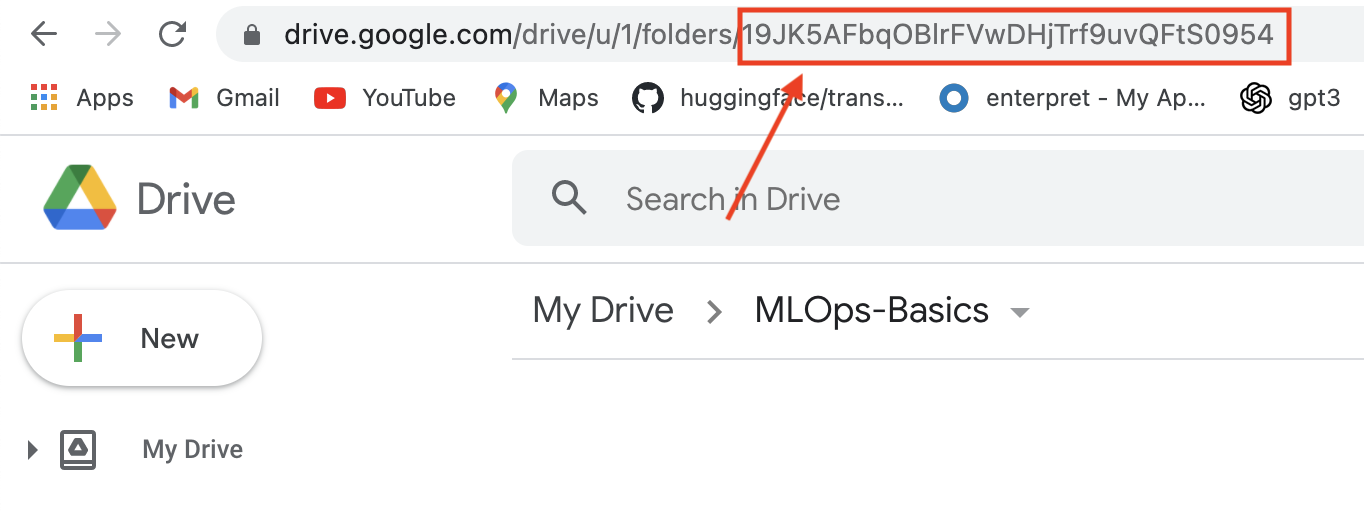 drive.google.com/drive/u/1/folders/19JK5AFbqOBlrFVwDHjTrf9uvQFtS0954
Apps Gmail YouTube Maps huggingface/trans... enterpret - My Ap... gpt3
Drive Search in Drive
My Drive > MLOps-Basics
New
My Drive